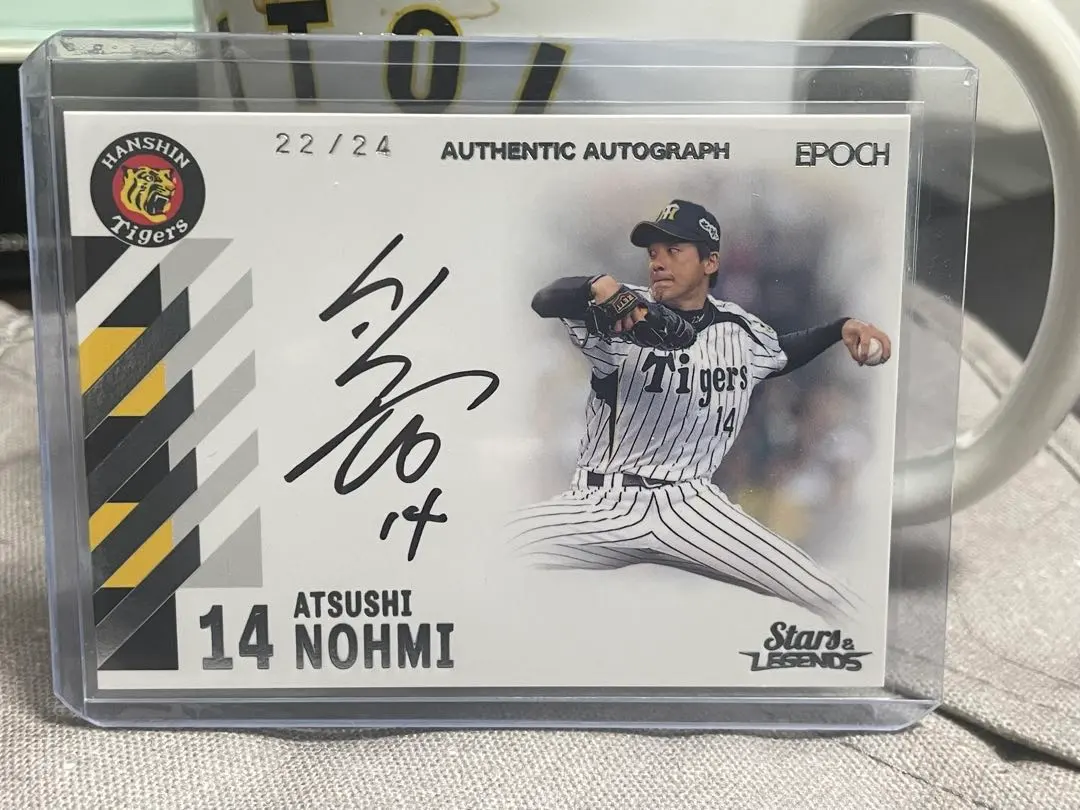 HANSHIN
Tigers
22/24
AUTHENTIC AUTOGRAPH
EPOCH
Tigers
14
14
14
ATSUSHI
NOHMI
Stars &
LEGENDS